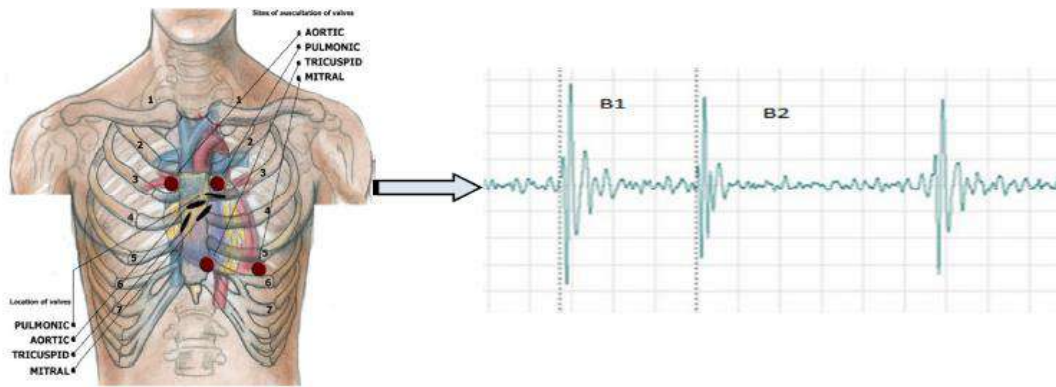 Sites of auscultation of valves
AORTIC
PULMONIC
TRICUSPID
MITRAL
1 1
2 2
3 3
4 4
5 5
6 6
7 7
Location of valves
PULMONIC
AORTIC
TRICUSPID
MITRAL
B1
B2